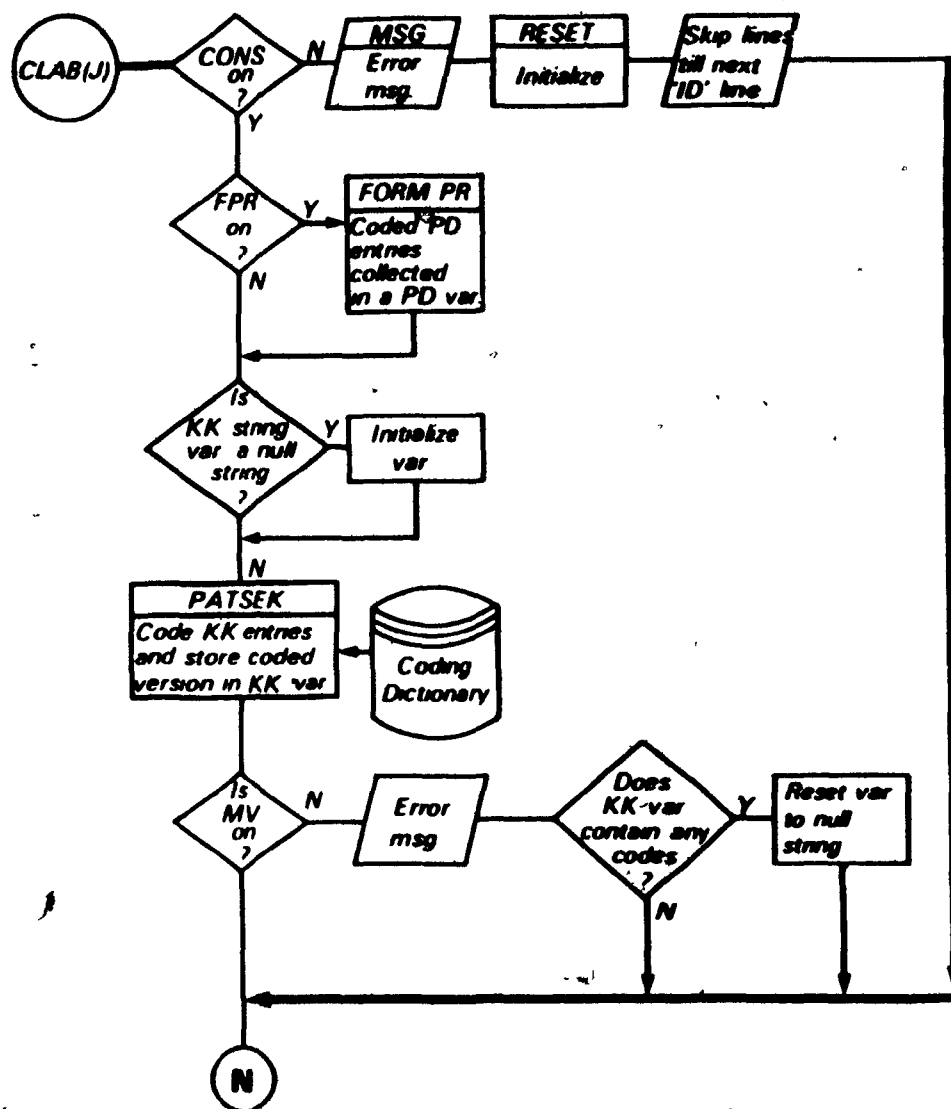 CLAB(J)
CONS
on
?
N
Y
MSG
Error
msg.
RESET
Initialize
Skip lines
till next
'ID' line
FPR
on
?
Y
N
FORM PR
Coded PD
entries
collected
in a PD var.
Is
KK string
var a null
string
?
Y
N
Initialize
var
PATSEK
Code KK entries
and store coded
version in KK var
Coding
Dictionary
Is
MV
on
?
N
Error
msg
Does
KK-var
contain any
codes
?
Y
N
Reset var
to null
string
N